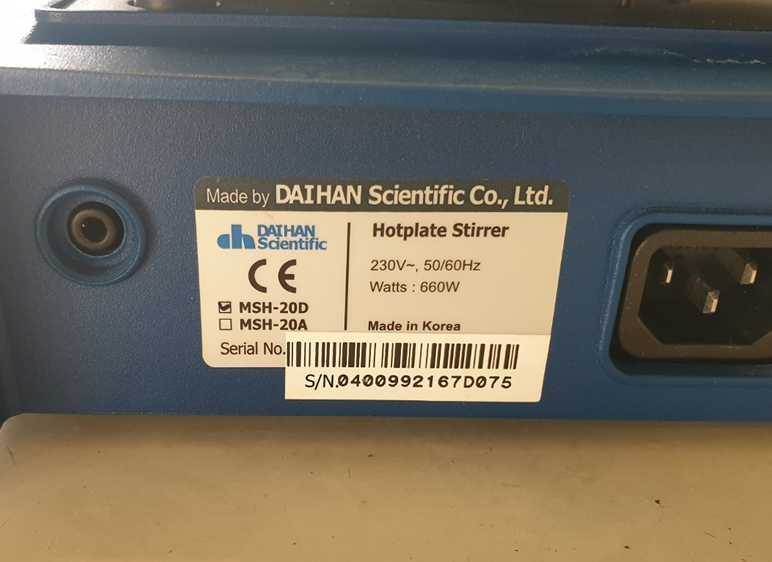 Made by DAIHAN Scientific Co., Ltd.
dh DAIHAN Scientific
CE
☑ MSH-20D
☐ MSH-20A
Serial No.
Hotplate Stirrer
230V~, 50/60Hz
Watts : 660W
Made in Korea
S/N.0400992167D075